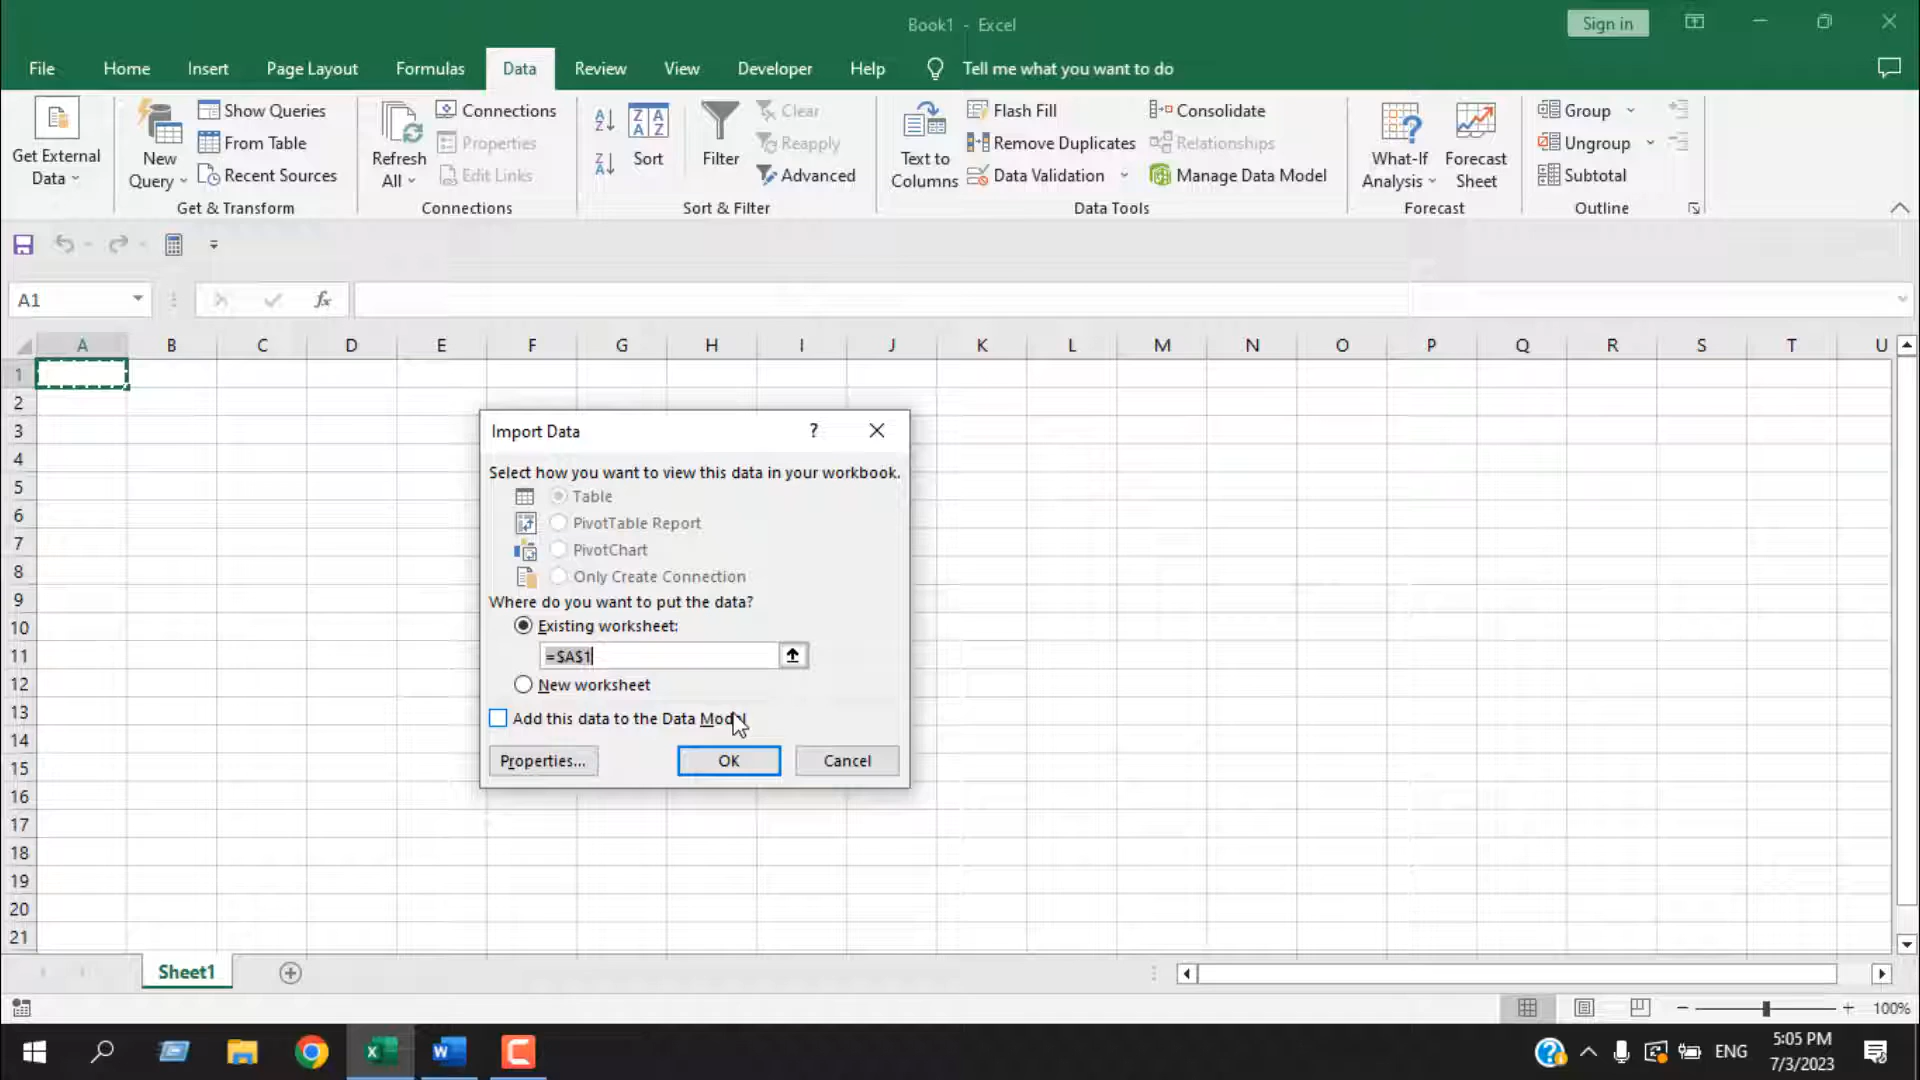 Book1 - Excel
Sign in
File Home Insert Page Layout Formulas Data Review View Developer Help Tell me what you want to do
Get External Data
New Query
Show Queries
From Table
Recent Sources
Get & Transform
Refresh All
Connections
Properties
Edit Links
Connections
Sort
Filter
Clear
Reapply
Advanced
Sort & Filter
Text to Columns
Flash Fill
Remove Duplicates
Data Validation
Consolidate
Relationships
Manage Data Model
Data Tools
What-If Analysis
Forecast Sheet
Forecast
Group
Ungroup
Subtotal
Outline
A1
fx
A B C D E F G H I J K L M N O P Q R S T U
1
2
3
4
5
6
7
8
9
10
11
12
13
14
15
16
17
18
19
20
21
Import Data ?
Select how you want to view this data in your workbook.
Table
PivotTable Report
PivotChart
Only Create Connection
Where do you want to put the data?
Existing worksheet:
=$A$1
New worksheet
Add this data to the Data Model
Properties... OK Cancel
Sheet1
100%
ENG
5:05 PM
7/3/2023